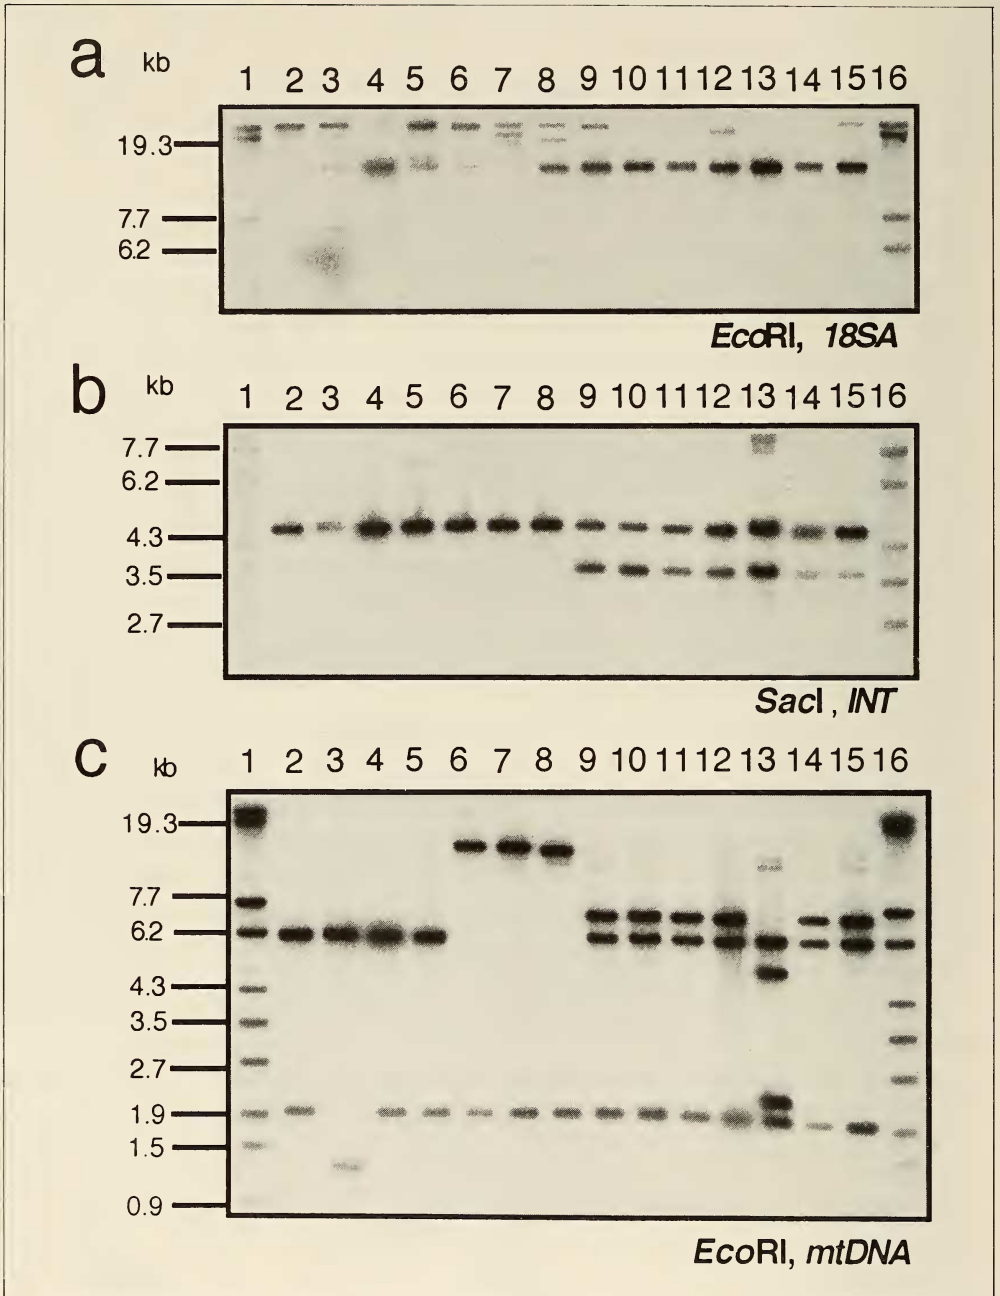 a kb 1 2 3 4 5 6 7 8 9 10 11 12 13 14 15 16
19.3
7.7
6.2
EcoRI, 18SA
b kb 1 2 3 4 5 6 7 8 9 10 11 12 13 14 15 16
7.7
6.2
4.3
3.5
2.7
SacI, INT
c kb 1 2 3 4 5 6 7 8 9 10 11 12 13 14 15 16
19.3
7.7
6.2
4.3
3.5
2.7
1.9
1.5
0.9
EcoRI, mtDNA